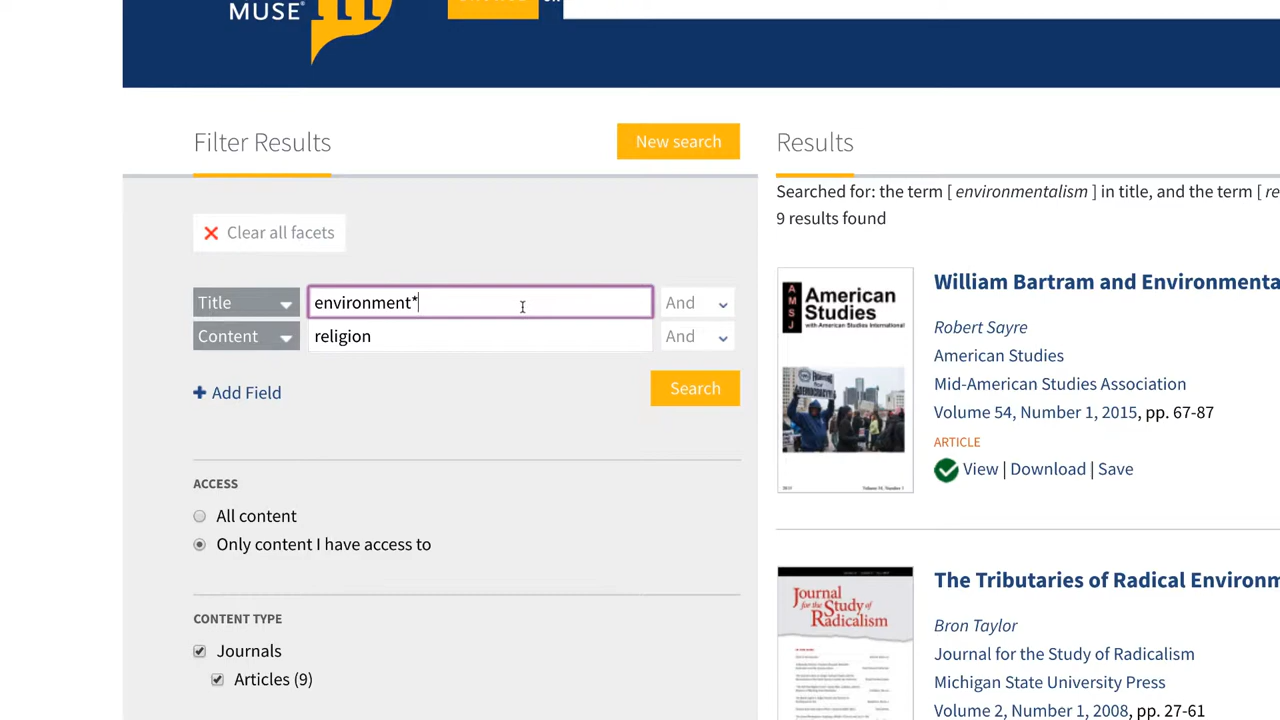 MUSE®
Filter Results
New search
Results
Searched for: the term [ environmentalism ] in title, and the term [ re
9 results found
Clear all facets
Title
environment*
And
Content
religion
And
+ Add Field
Search
ACCESS
All content
Only content I have access to
CONTENT TYPE
Journals
Articles (9)
AMSJ
American
Studies
with American Studies International
William Bartram and Environmenta
Robert Sayre
American Studies
Mid-American Studies Association
Volume 54, Number 1, 2015, pp. 67-87
ARTICLE
View | Download | Save
Journal
for the Study of
Radicalism
The Tributaries of Radical Environm
Bron Taylor
Journal for the Study of Radicalism
Michigan State University Press
Volume 2, Number 1, 2008, pp. 27-61